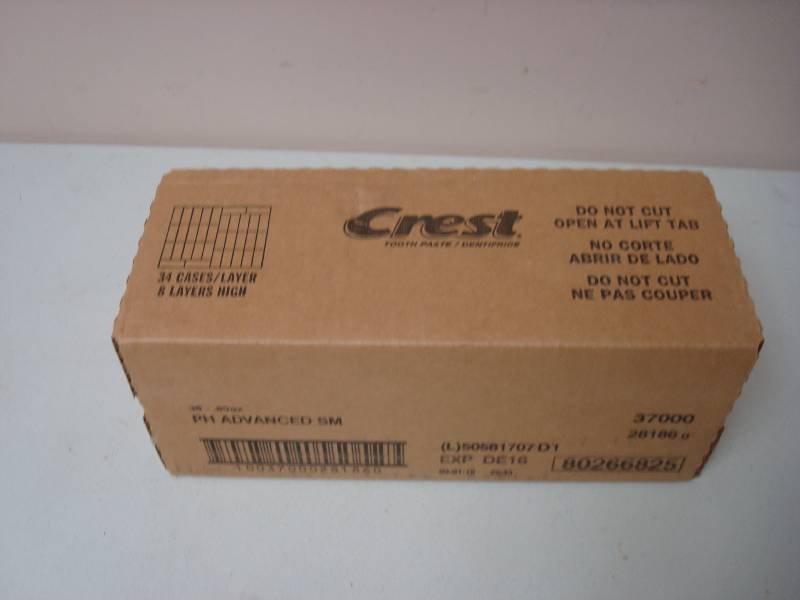 Crest
TOOTH PASTE / DENTIFRICE
34 CASES/LAYER
8 LAYERS HIGH
DO NOT CUT
OPEN AT LIFT TAB
NO CORTE
ABRIR DE LADO
DO NOT CUT
NE PAS COUPER
PH ADVANCED SM
10037000281860
37000
28186
(L)50581707D1
EXP DE16
80266825